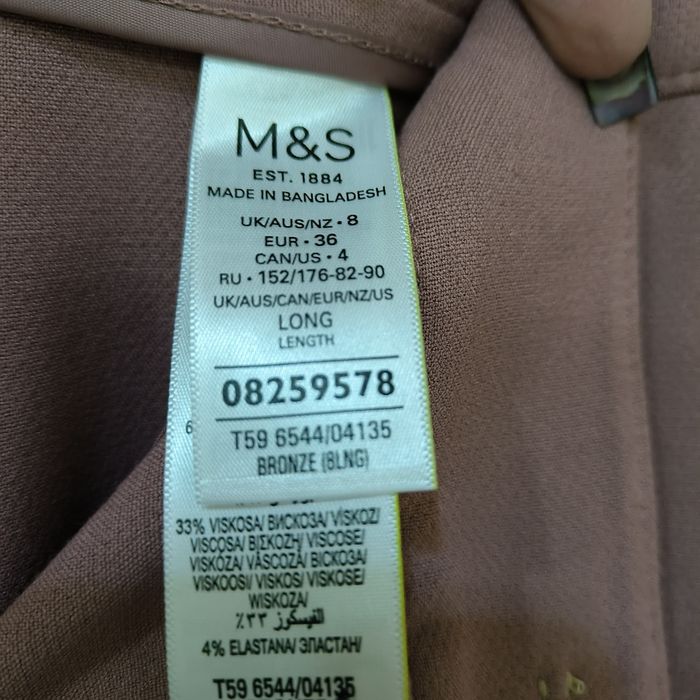 M&S
EST. 1884
MADE IN BANGLADESH
UK/AUS/NZ • 8
EUR • 36
CAN/US • 4
RU • 152/176-82-90
UK/AUS/CAN/EUR/NZ/US
LONG
LENGTH
08259578
T59 6544/04135
BRONZE (8LNG)
33% VISKOSA/ ВИСКОЗА/ VİSKOZ/
VISCOSA/ ΒΙΣΚΟΖΗ/ VISCOSE/
VISKÓZA/ VÂSCOZĂ/ ВІСКОЗА/
VISKOOSI/ VISKOS/ VISKOSE/
WISKOZA/
الفيسكوز ٣٣٪
4% ELASTANA/ ЭЛАСТАН/
T59 6544/04135